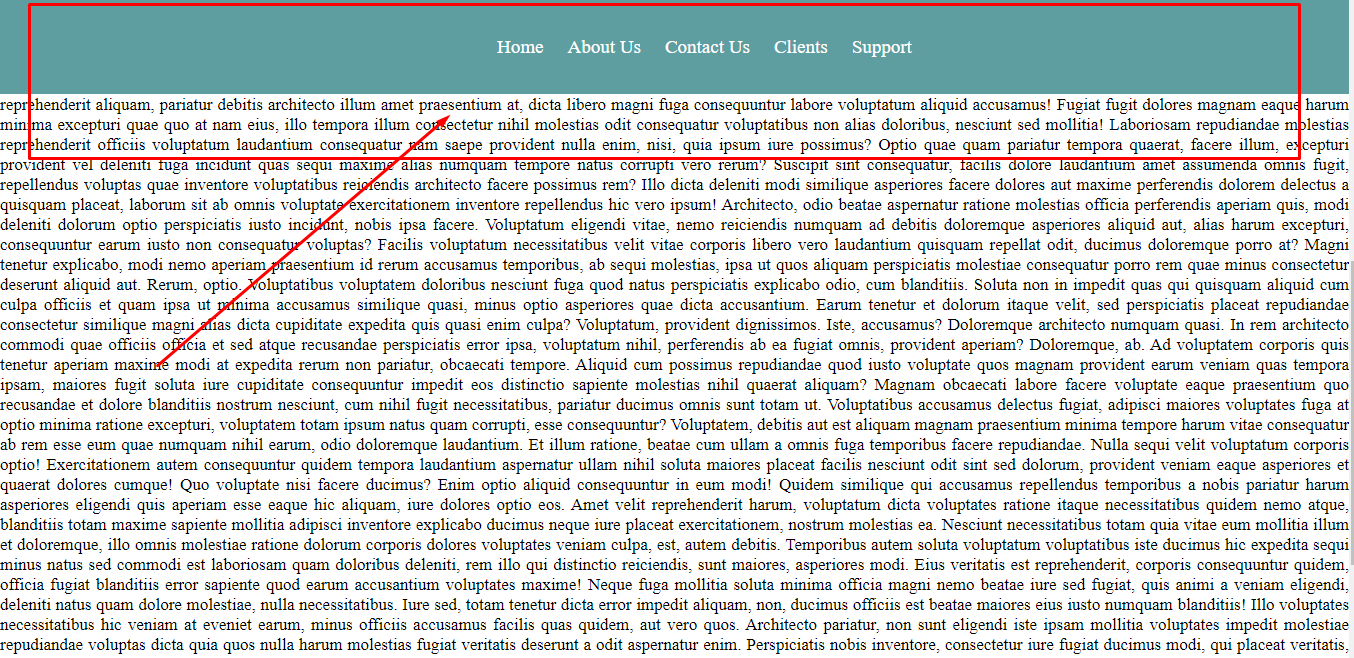 Home About Us Contact Us Clients Support
reprehenderit aliquam, pariatur debitis architecto illum amet praesentium at, dicta libero magni fuga consequuntur labore voluptatum aliquid accusamus! Fugiat fugit dolores magnam eaque harum
minima excepturi quae quo at nam eius, illo tempora illum consectetur nihil molestias odit consequatur voluptatibus non alias doloribus, nesciunt sed mollitia! Laboriosam repudiandae molestias
reprehenderit officiis voluptatum laudantium consequatur nam saepe provident nulla enim, nisi, quia ipsum iure possimus? Optio quae quam pariatur tempora quaerat, facere illum, excepturi
provident vel deleniti fuga incidunt quas sequi maxime alias numquam tempore natus corrupti vero rerum? Suscipit sint consequatur, facilis dolore laudantium amet assumenda omnis fugit,
repellendus voluptas quae inventore voluptatibus reiciendis architecto facere possimus rem? Illo dicta deleniti modi similique asperiores facere dolores aut maxime perferendis dolorem delectus a
quisquam placeat, laborum sit ab omnis voluptate exercitationem inventore repellendus hic vero ipsum! Architecto, odio beatae aspernatur ratione molestias officia perferendis aperiam quis, modi
deleniti dolorum optio perspiciatis iusto incidunt, nobis ipsa facere. Voluptatum eligendi vitae, nemo reiciendis numquam ad debitis doloremque asperiores aliquid aut, alias harum excepturi,
consequuntur earum iusto non consequatur voluptas? Facilis voluptatum necessitatibus velit vitae corporis libero vero laudantium quisquam repellat odit, ducimus doloremque porro at? Magni
tenetur explicabo, modi nemo aperiam praesentium id rerum accusamus temporibus, ab sequi molestias, ipsa ut quos aliquam perspiciatis molestiae consequatur porro rem quae minus consectetur
deserunt aliquid aut. Rerum, optio. Voluptatibus voluptatem doloribus nesciunt fuga quod natus perspiciatis explicabo odio, cum blanditiis. Soluta non in impedit quas qui quisquam aliquid cum
culpa officiis et quam ipsa ut minima accusamus similique quasi, minus optio asperiores quae dicta accusantium. Earum tenetur et dolorum itaque velit, sed perspiciatis placeat repudiandae
consectetur similique magni alias dicta cupiditate expedita quis quasi enim culpa? Voluptatum, provident dignissimos. Iste, accusamus? Doloremque architecto numquam quasi. In rem architecto
commodi quae officiis officia et sed atque recusandae perspiciatis error ipsa, voluptatum nihil, perferendis ab ea fugiat omnis, provident aperiam? Doloremque, ab. Ad voluptatem corporis quis
tenetur aperiam maxime modi at expedita rerum non pariatur, obcaecati tempore. Aliquid cum possimus repudiandae quod iusto voluptate quos magnam provident earum veniam quas tempora
ipsam, maiores fugit soluta iure cupiditate consequuntur impedit eos distinctio sapiente molestias nihil quaerat aliquam? Magnam obcaecati labore facere voluptate eaque praesentium quo
recusandae et dolore blanditiis nostrum nesciunt, cum nihil fugit necessitatibus, pariatur ducimus omnis sunt totam ut. Voluptatibus accusamus delectus fugiat, adipisci maiores voluptates fuga at
optio minima ratione excepturi, voluptatem totam ipsum natus quam corrupti, esse consequuntur? Voluptatem, debitis aut est aliquam magnam praesentium minima tempore harum vitae consequatur
ab rem esse eum quae numquam nihil earum, odio doloremque laudantium. Et illum ratione, beatae cum ullam a omnis fuga temporibus facere repudiandae. Nulla sequi velit voluptatum corporis
optio! Exercitationem autem consequuntur quidem tempora laudantium aspernatur ullam nihil soluta maiores placeat facilis nesciunt odit sint sed dolorum, provident veniam eaque asperiores et
quaerat dolores cumque! Quo voluptate nisi facere ducimus? Enim optio aliquid consequuntur in eum modi! Quidem similique qui accusamus repellendus temporibus a nobis pariatur harum
asperiores eligendi quis aperiam esse eaque hic aliquam, iure dolores optio eos. Amet velit reprehenderit harum, voluptatum dicta voluptates ratione itaque necessitatibus quidem nemo atque,
blanditiis totam maxime sapiente mollitia adipisci inventore explicabo ducimus neque iure placeat exercitationem, nostrum molestias ea. Nesciunt necessitatibus totam quia vitae eum mollitia illum
et doloremque, illo omnis molestiae ratione dolorum corporis dolores voluptates veniam culpa, est, autem debitis. Temporibus autem soluta voluptatum voluptatibus iste ducimus hic expedita sequi
minus natus sed commodi est laboriosam quam doloribus deleniti, rem, illo qui distinctio reiciendis, sunt maiores, asperiores modi. Eius veritatis est reprehenderit, corporis consequuntur quidem,
officia fugiat blanditiis error sapiente quod earum accusantium voluptates maxime! Neque fuga mollitia soluta minima officia magni nemo beatae iure sed fugiat, quis animi a veniam eligendi,
deleniti natus quam dolore molestiae, nulla necessitatibus. Iure sed, totam tenetur dicta error impedit aliquam, non, ducimus officiis est beatae maiores eius iusto numquam blanditiis! Illo voluptates
necessitatibus hic veniam at eveniet earum, minus officiis accusamus facilis quas quidem, aut vero quos. Architecto pariatur, non sunt eligendi iste ipsam mollitia voluptates impedit molestiae
repudiandae voluptas dicta quia quos nulla harum molestias fugiat veritatis deserunt a odit aspernatur enim. Perspiciatis nobis inventore, consectetur iure fugiat ducimus modi, qui placeat veritatis,